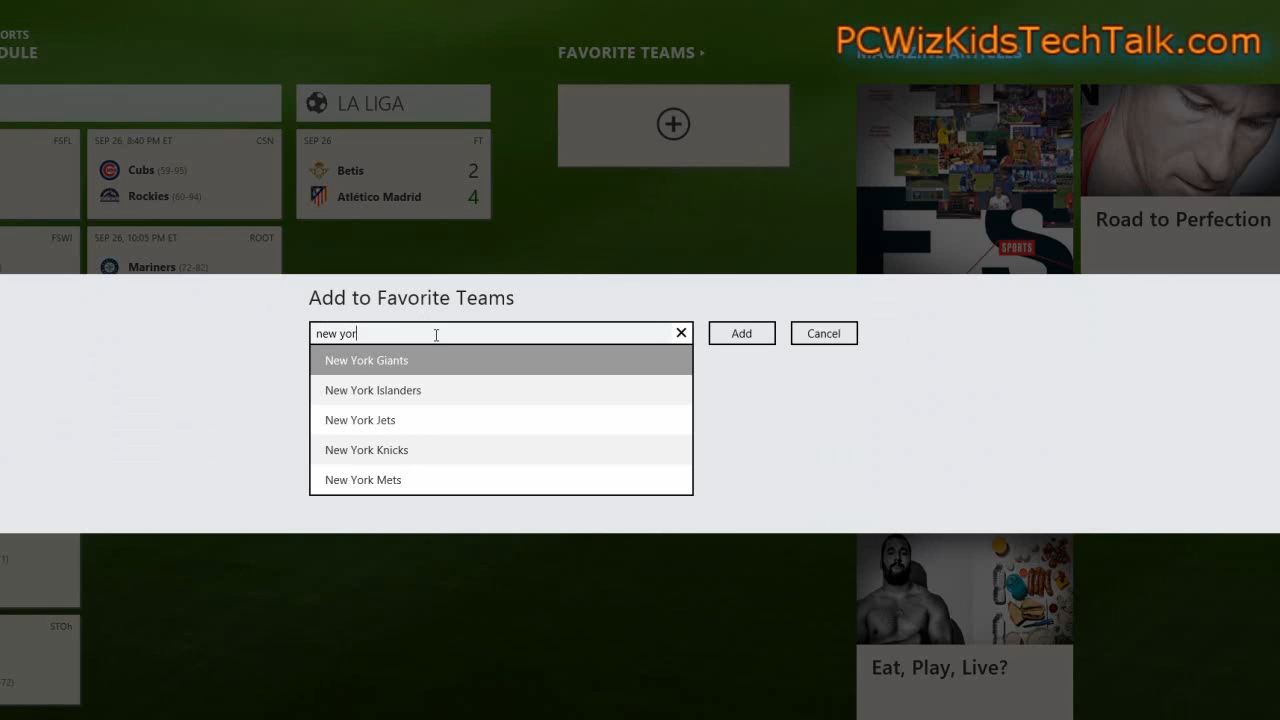 ORTS
DULE
FAVORITE TEAMS
PCWizKidsTechTalk.com
MAGAZINE ARTICLES
LA LIGA
FSFL
SEP 26, 8:40 PM ET
CSN
SEP 26
FT
Cubs (59-95)
Betis
2
Rockies (60-94)
Atlético Madrid
4
SPORTS
Road to Perfection
FSWI
SEP 26, 10:05 PM ET
ROOT
Mariners (72-82)
Add to Favorite Teams
new yor
Add
Cancel
New York Giants
New York Islanders
New York Jets
New York Knicks
New York Mets
STOh
-72)
Eat, Play, Live?